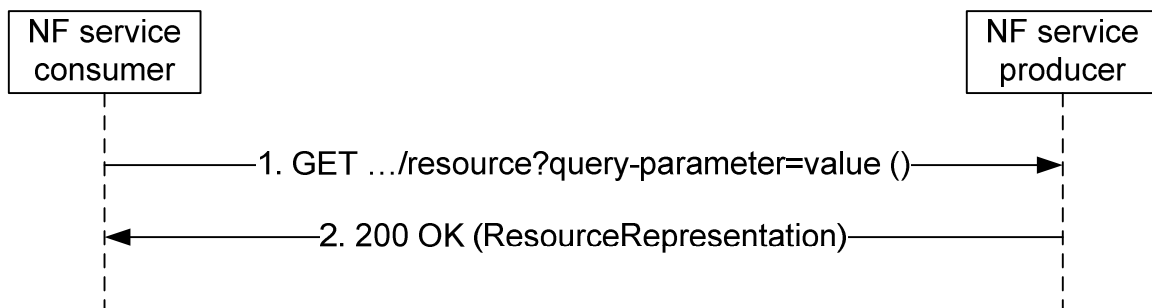 NF service
consumer
NF service
producer
1. GET …/resource?query-parameter=value ()
2. 200 OK (ResourceRepresentation)